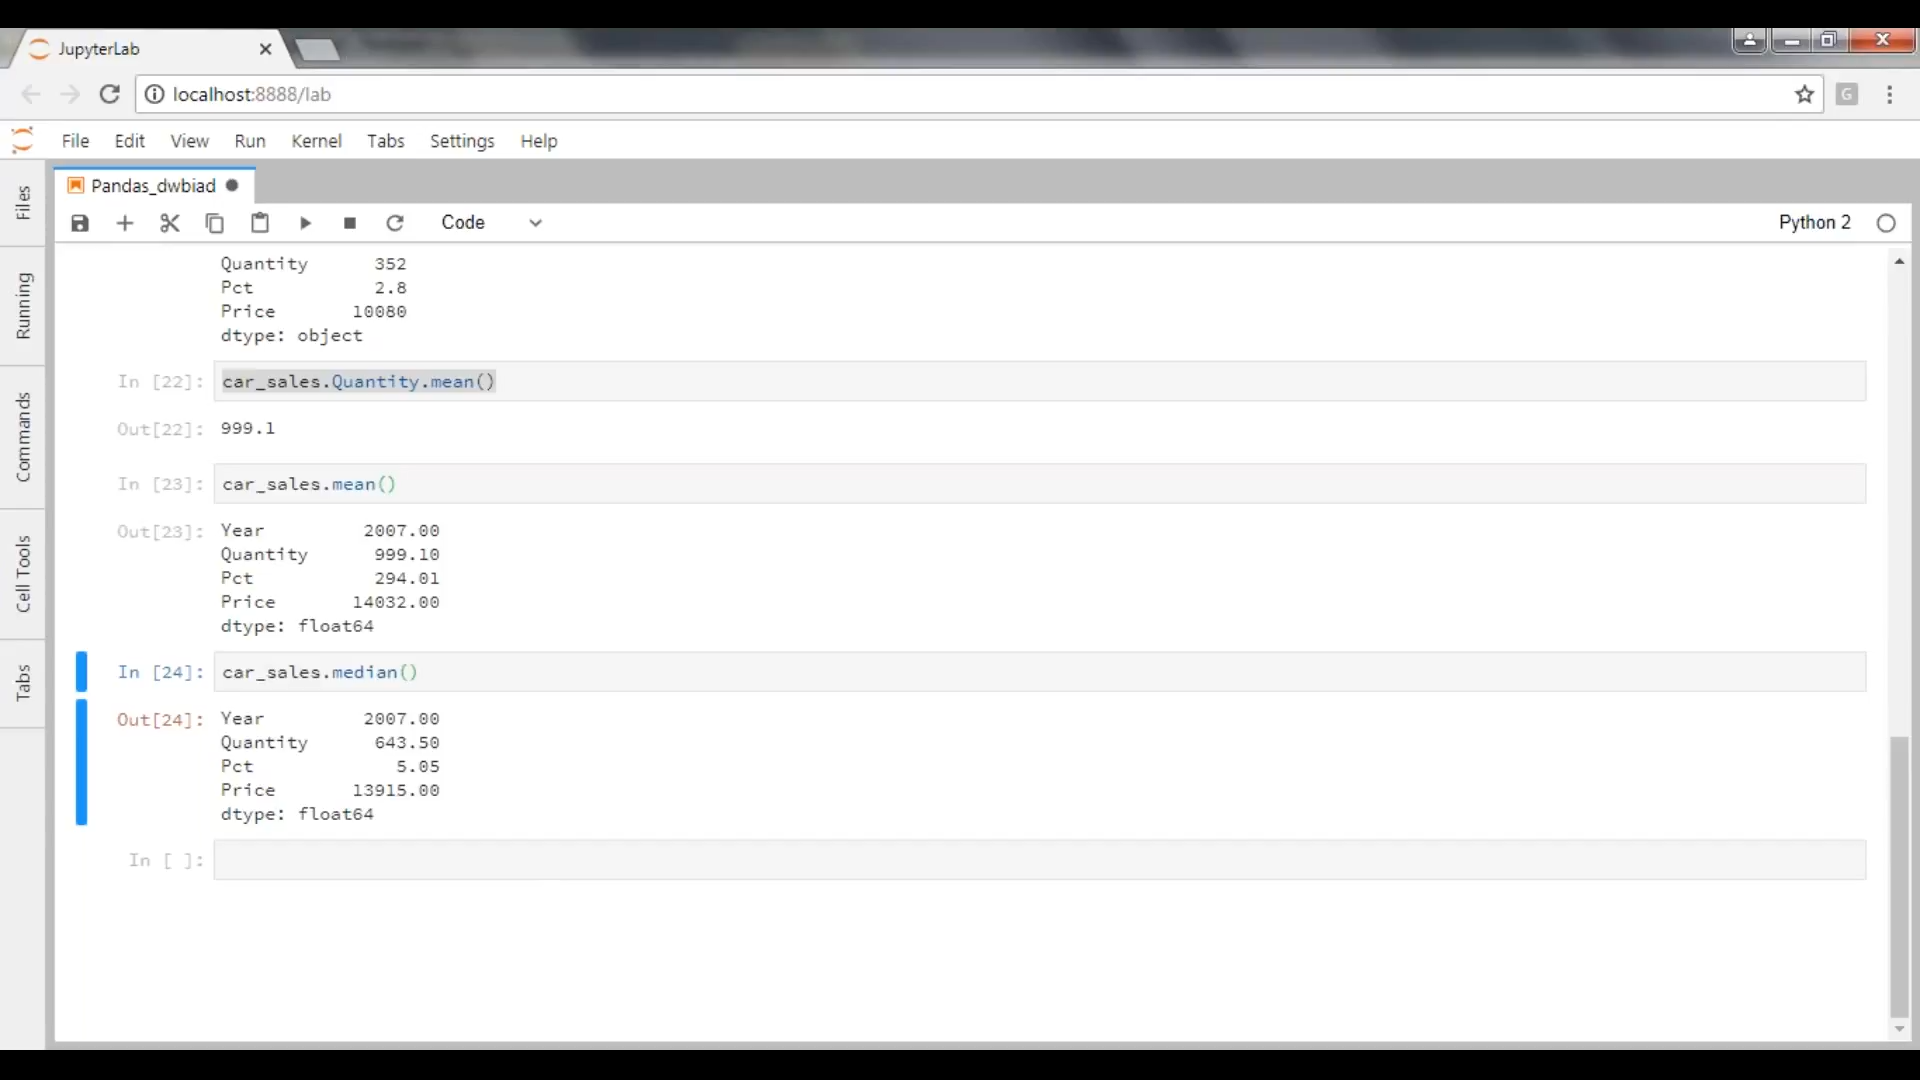 JupyterLab
localhost:8888/lab
G
File Edit View Run Kernel Tabs Settings Help
Pandas_dwbiad
Code
Python 2
Files
Running
Commands
Cell Tools
Tabs
Quantity 352
Pct 2.8
Price 10080
dtype: object
In [22]: car_sales.Quantity.mean()
Out[22]: 999.1
In [23]: car_sales.mean()
Out[23]: Year 2007.00
Quantity 999.10
Pct 294.01
Price 14032.00
dtype: float64
In [24]: car_sales.median()
Out[24]: Year 2007.00
Quantity 643.50
Pct 5.05
Price 13915.00
dtype: float64
In [ ]: